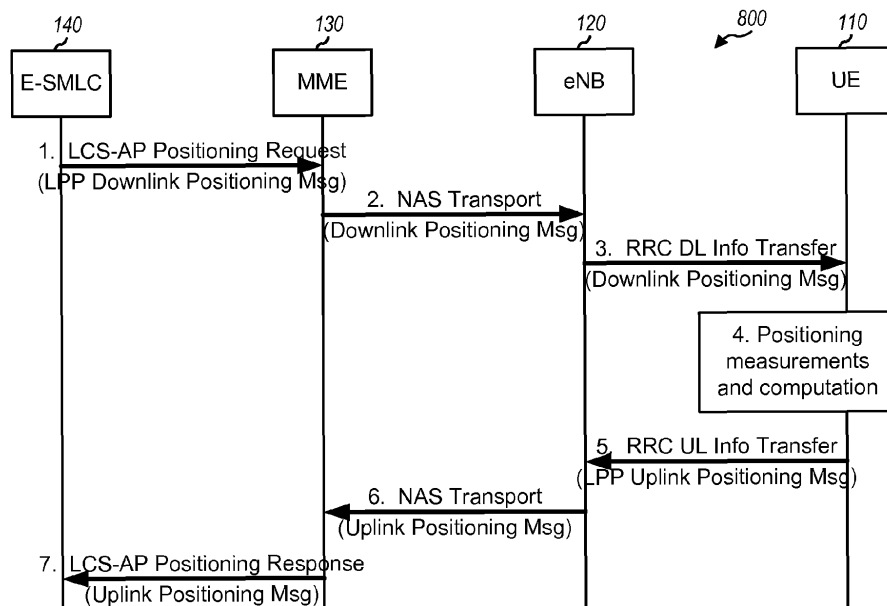 140
130
120
800
110
E-SMLC
MME
eNB
UE
1. LCS-AP Positioning Request
(LPP Downlink Positioning Msg)
2. NAS Transport
(Downlink Positioning Msg)
3. RRC DL Info Transfer
(Downlink Positioning Msg)
4. Positioning
measurements
and computation
5. RRC UL Info Transfer
(LPP Uplink Positioning Msg)
6. NAS Transport
(Uplink Positioning Msg)
7. LCS-AP Positioning Response
(Uplink Positioning Msg)